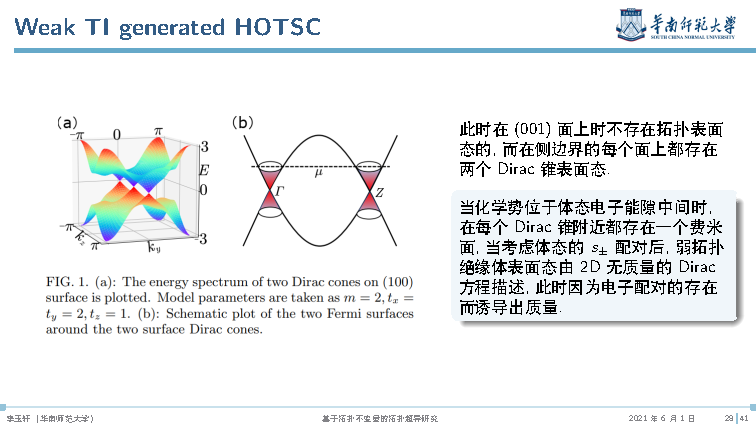 Weak TI generated HOTSC
華南师范大学
SOUTH CHINA NORMAL UNIVERSITY
(a)
(b)
−π
0
π
3
E
0
−3
−π
k_z
π
k_y
μ
Γ
Z
FIG. 1. (a): The energy spectrum of two Dirac cones on (100)
surface is plotted. Model parameters are taken as m = 2, t_x =
t_y = 2, t_z = 1. (b): Schematic plot of the two Fermi surfaces
around the two surface Dirac cones.
此时在 (001) 面上时不存在拓扑表面
态的, 而在侧边界的每个面上都存在
两个 Dirac 锥表面态.
当化学势位于体态电子能隙中间时,
在每个 Dirac 锥附近都存在一个费米
面, 当考虑体态的 s_± 配对后, 弱拓扑
绝缘体表面态由 2D 无质量的 Dirac
方程描述, 此时因为电子配对的存在
而诱导出质量.
李玉轩 (华南师范大学)
基于拓扑不变量的拓扑超导研究
2021 年 6 月 1 日
29 41